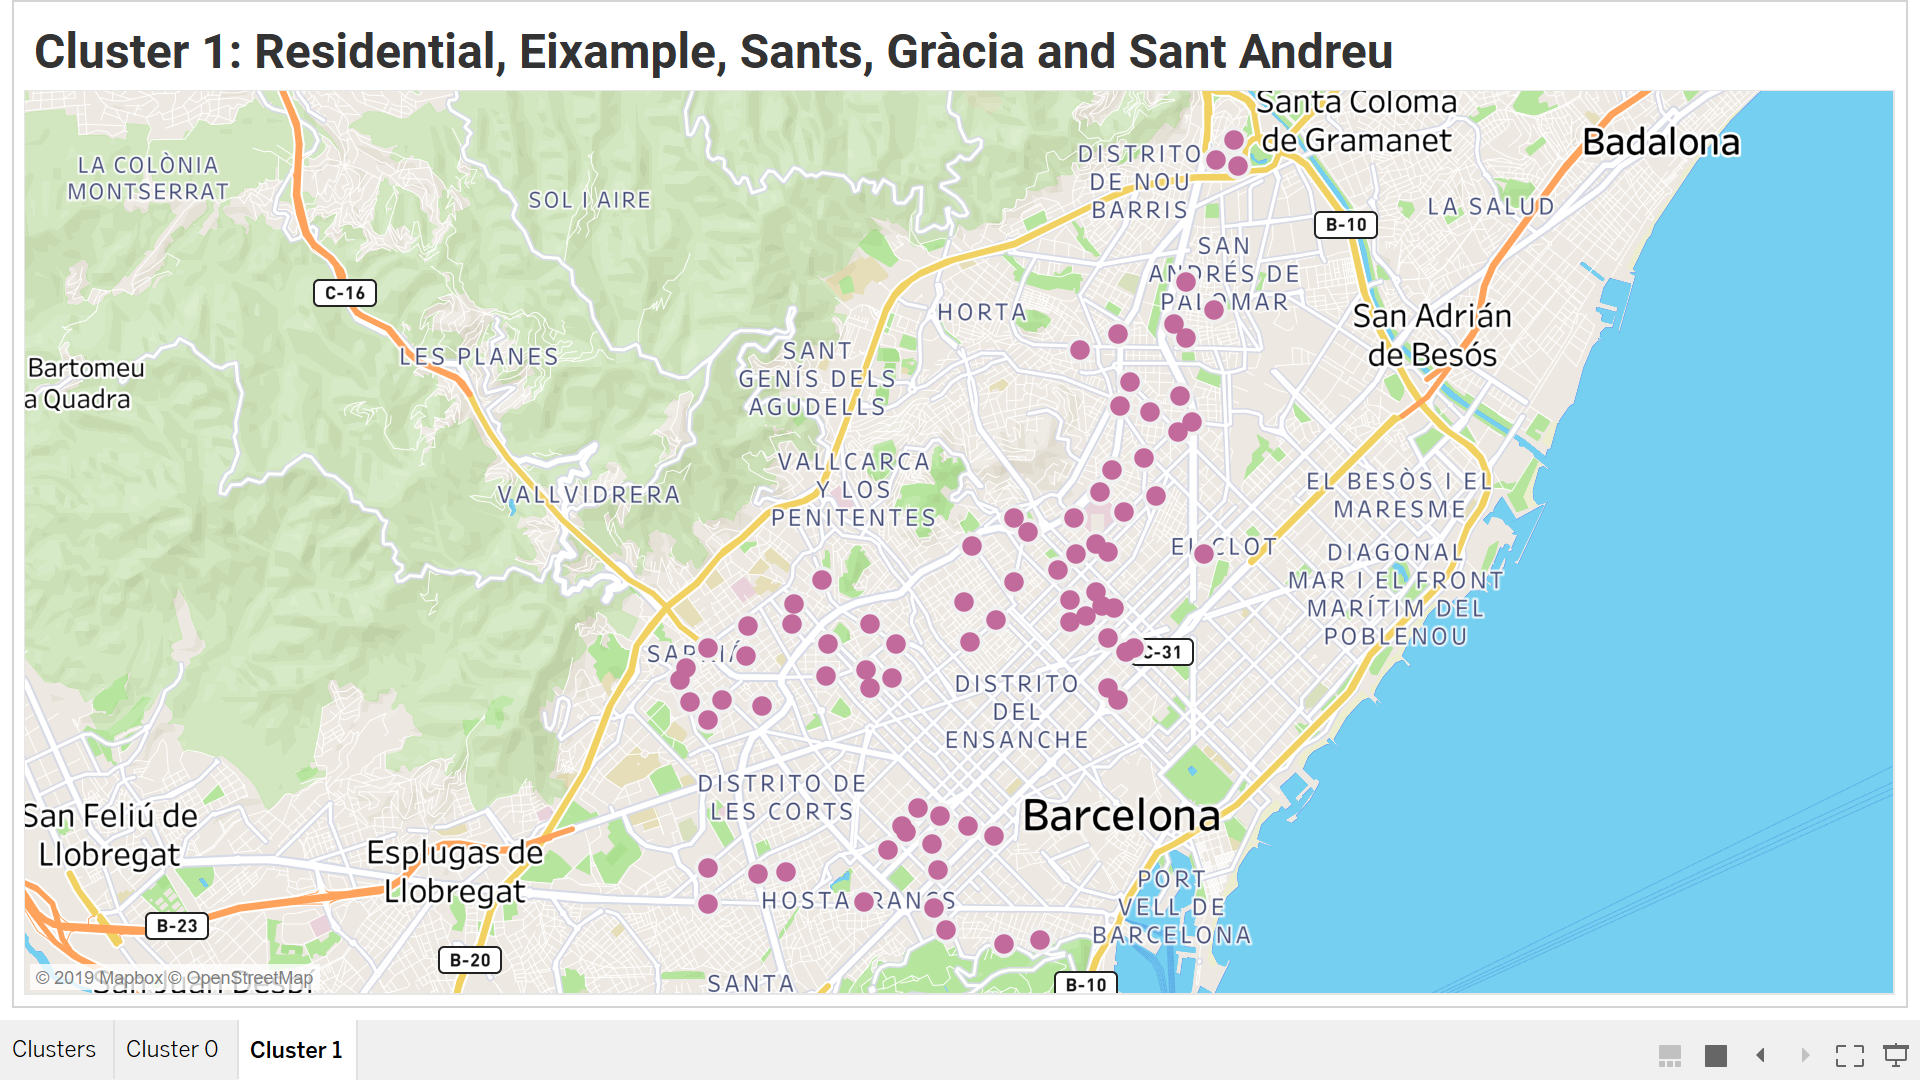 Cluster 1: Residential, Eixample, Sants, Gràcia and Sant Andreu
Santa Coloma
de Gramanet
Badalona
DISTRITO
DE NOU
BARRIS
LA COLÒNIA
MONTSERRAT
SOL I AIRE
LA SALUD
B-10
SAN
ANDRÉS DE
PALOMAR
C-16
HORTA
San Adrián
de Besós
LES PLANES
SANT
GENÍS DELS
AGUDELLS
Bartomeu
a Quadra
VALLCARCA
Y LOS
PENITENTES
VALLVIDRERA
EL BESÒS I EL
MARESME
EL CLOT
DIAGONAL
MAR I EL FRONT
MARÍTIM DEL
POBLENOU
SARRIÁ
C-31
DISTRITO
DEL
ENSANCHE
DISTRITO DE
LES CORTS
Barcelona
San Feliú de
Llobregat
Esplugas de
Llobregat
HOSTAFRANCS
PORT
VELL DE
BARCELONA
B-23
B-20
SANTA
B-10
© 2019 Mapbox © OpenStreetMap
Clusters
Cluster 0
Cluster 1